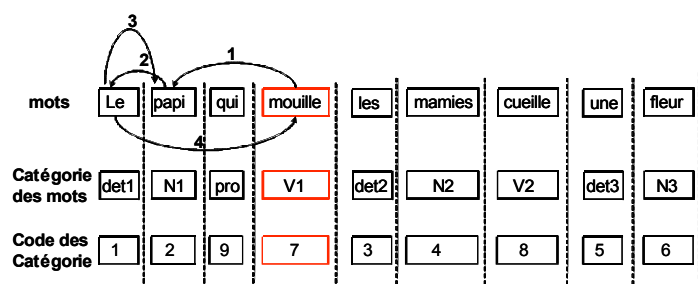 3
2 1
mots Le papi qui mouille les mamies cueille une fleur
4
Catégorie des mots det1 N1 pro V1 det2 N2 V2 det3 N3
Code des Catégorie 1 2 9 7 3 4 8 5 6